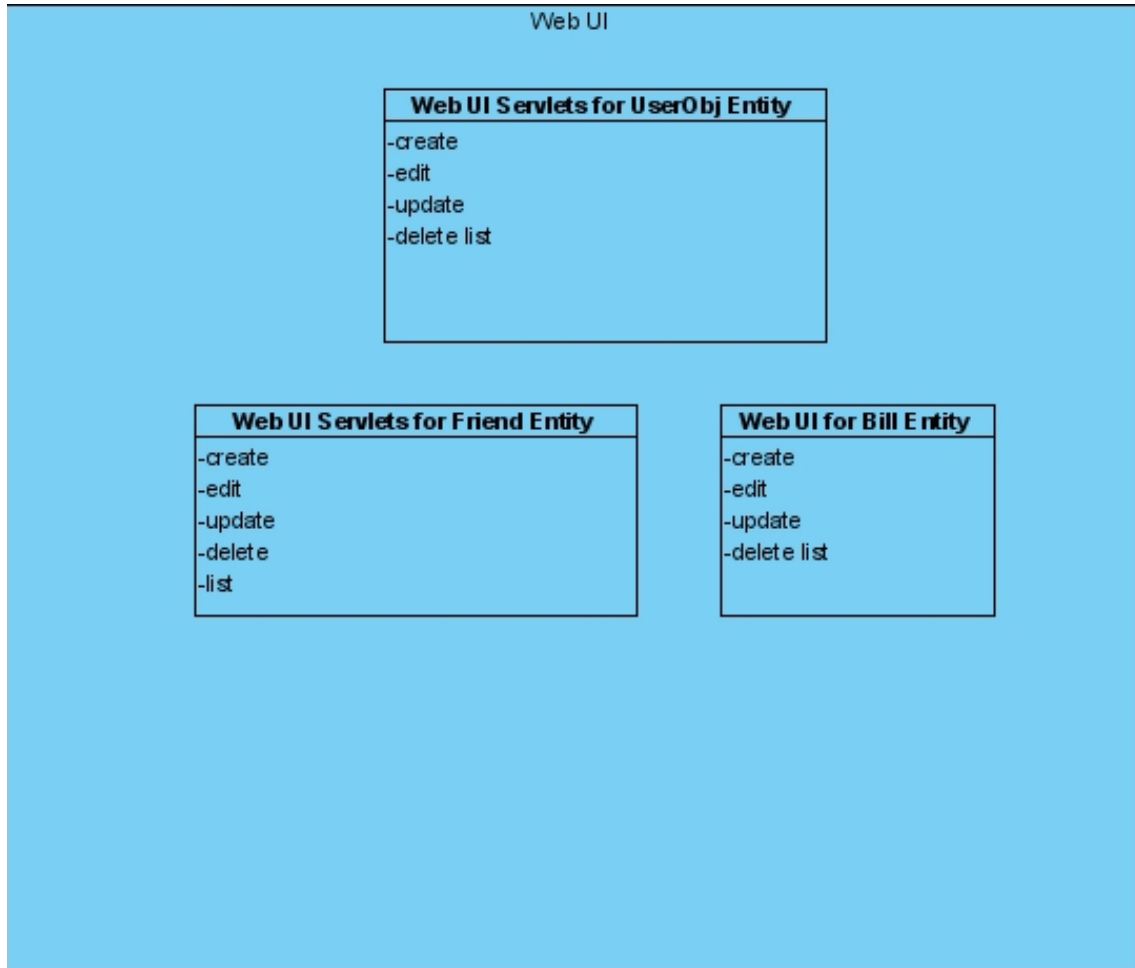 Web UI
Web UI Servlets for UserObj Entity
-create
-edit
-update
-delete list
Web UI Servlets for Friend Entity
-create
-edit
-update
-delete
-list
Web UI for Bill Entity
-create
-edit
-update
-delete list